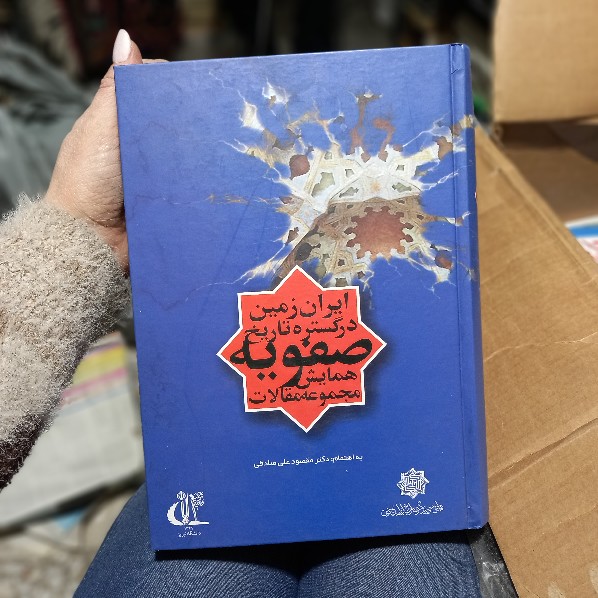 ایران زمین
در گستره تاریخ
صفویه
همایش
مجموعه مقالات
به اهتمام: دکتر مقصود علی صادقی